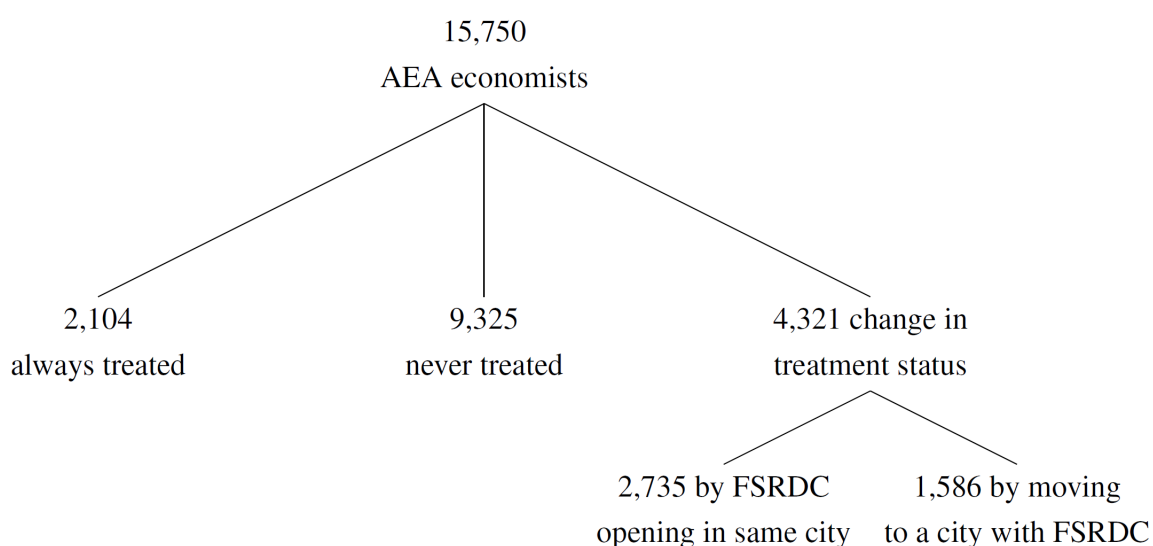 15,750
AEA economists
2,104
always treated
9,325
never treated
4,321 change in
treatment status
2,735 by FSRDC
opening in same city
1,586 by moving
to a city with FSRDC